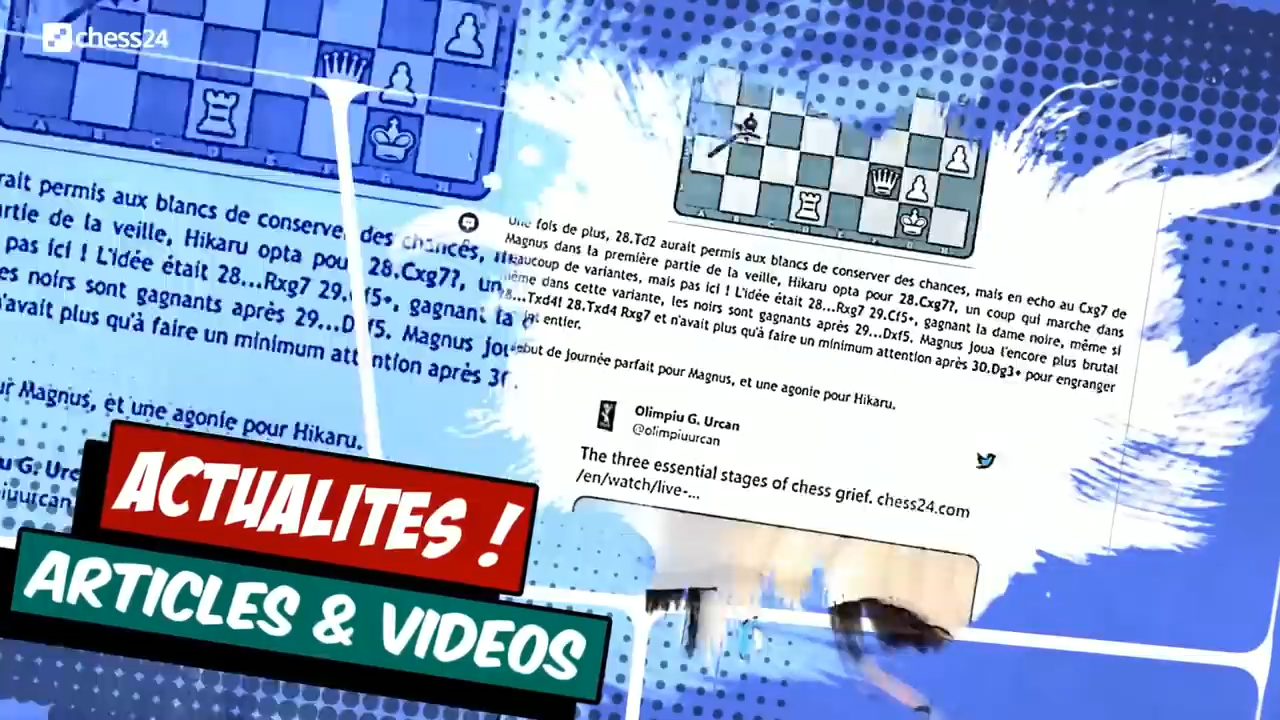 chess24
rait permis aux blancs de conserver des chances,
artie de la veille, Hikaru opta pour 28.Cxg7?, un
pas ici ! L'idée était 28...Rxg7 29. f5+, gagnant la
es noirs sont gagnants après 29...D f5. Magnus
'avait plus qu'à faire un minimum attention après
ur Magnus, et une agonie pour Hikaru.
u G. Urc
iuurcan
Une fois de plus, 28.Td2 aurait permis aux blancs de conserver des chances, mais en echo au Cxg7 de
Magnus dans la première partie de la veille, Hikaru opta pour 28.Cxg7?, un coup qui marche dans
beaucoup de variantes, mais pas ici ! L'idée était 28...Rxg7 29.Cf5+, gagnant la dame noire, même si
même dans cette variante, les noirs sont gagnants après 29...Dxf5. Magnus joua l'encore plus brutal
28...Txd4! 28.Txd4 Rxg7 et n'avait plus qu'à faire un minimum attention après 30.Dg3+ pour engranger
entier.
début de journée parfait pour Magnus, et une agonie pour Hikaru.
Olimpiu G. Urcan
@olimpiuurcan
The three essential stages of chess grief. chess24.com
/en/watch/live-...
ACTUALITES !
ARTICLES & VIDEOS